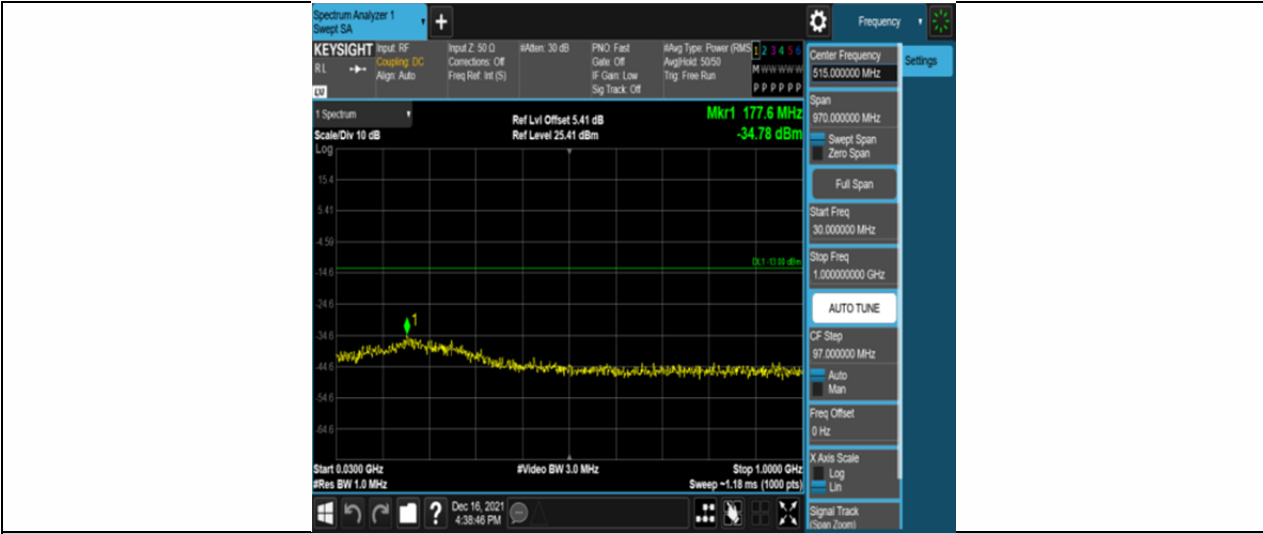 Spectrum Analyzer 1
Swept SA
+
Frequency
KEYSIGHT
RL
LV
Input: RF
Coupling: DC
Align: Auto
Input Z: 50 Ω
Corrections: Off
Freq Ref: Int (S)
#Atten: 30 dB
PNO: Fast
Gate: Off
IF Gain: Low
Sig Track: Off
#Avg Type: Power (RMS
Avg|Hold: 50/50
Trig: Free Run
1 2 3 4 5 6
M W W W W W
P P P P P P
Center Frequency
515.000000 MHz
Settings
1 Spectrum
Scale/Div 10 dB
Ref Lvl Offset 5.41 dB
Ref Level 25.41 dBm
Mkr1 177.6 MHz
-34.78 dBm
Span
970.000000 MHz
Swept Span
Zero Span
Full Span
Start Freq
30.000000 MHz
Stop Freq
1.000000000 GHz
AUTO TUNE
CF Step
97.000000 MHz
Auto
Man
Freq Offset
0 Hz
X Axis Scale
Log
Lin
Signal Track
(Span Zoom)
Log
15.4
5.41
-4.59
DL1 -13.00 dBm
-14.6
-24.6
1
-34.6
-44.6
-54.6
-64.6
Start 0.0300 GHz
#Video BW 3.0 MHz
Stop 1.0000 GHz
#Res BW 1.0 MHz
Sweep ~1.18 ms (1000 pts)
?
Dec 16, 2021
4:38:46 PM